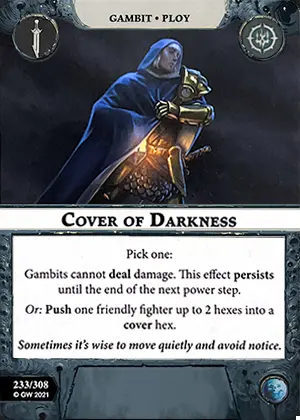 GAMBIT • PLOY
COVER OF DARKNESS
Pick one:
Gambits cannot deal damage. This effect persists
until the end of the next power step.
Or: Push one friendly fighter up to 2 hexes into a
cover hex.
Sometimes it's wise to move quietly and avoid notice.
233/308
© GW 2021